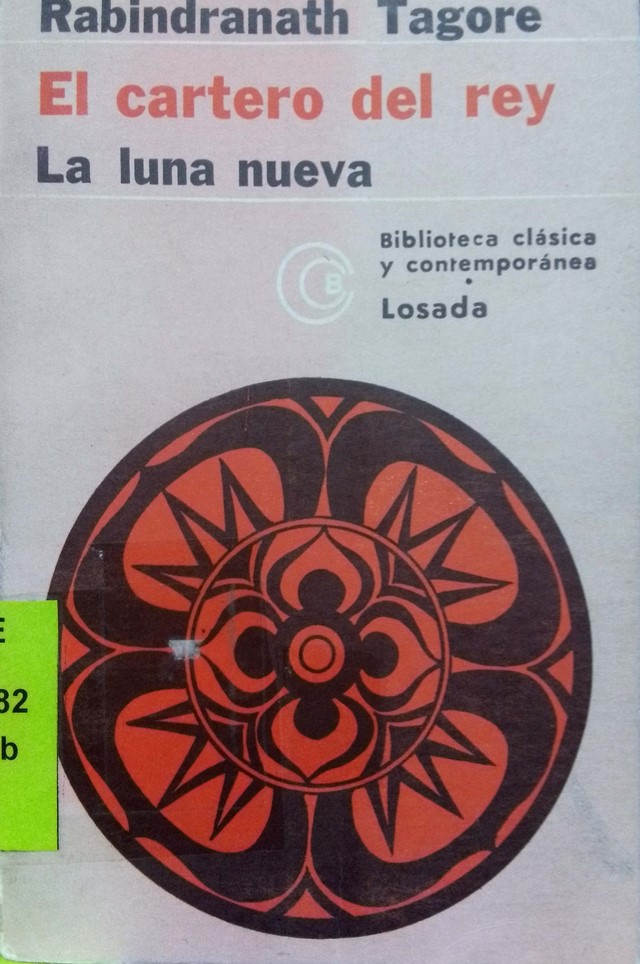 Rabindranath Tagore
El cartero del rey
La luna nueva
Biblioteca clásica
y contemporánea
Losada
B
E
82
b